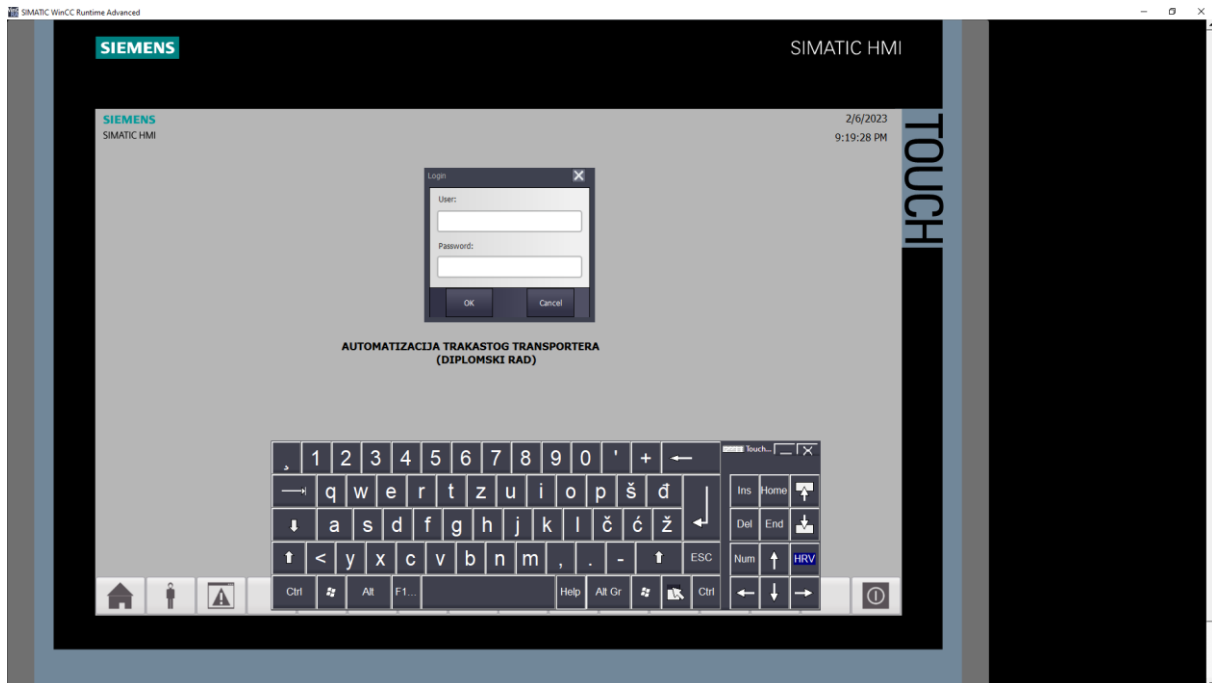 SIMATIC WinCC Runtime Advanced
SIEMENS
SIMATIC HMI
SIEMENS
SIMATIC HMI
2/6/2023
9:19:28 PM
TOUCH
Login
User:
Password:
OK Cancel
AUTOMATIZACIJA TRAKASTOG TRANSPORTERA
(DIPLOMSKI RAD)
¸ 1 2 3 4 5 6 7 8 9 0 ' +
Touch...
q w e r t z u i o p š đ
Ins Home
a s d f g h j k l č ć ž
Del End
< y x c v b n m , . - ESC
Num HRV
Ctrl Alt F1... Help Alt Gr Ctrl